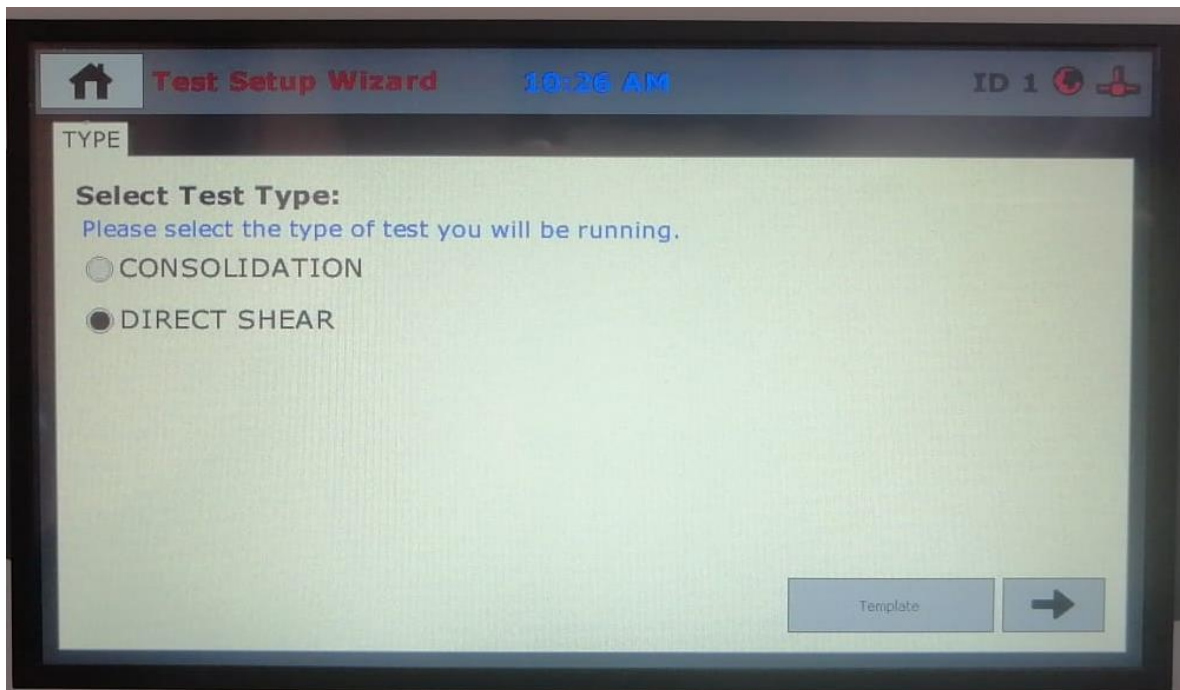 Test Setup Wizard 10:26 AM ID 1
TYPE
Select Test Type:
Please select the type of test you will be running.
CONSOLIDATION
DIRECT SHEAR
Template